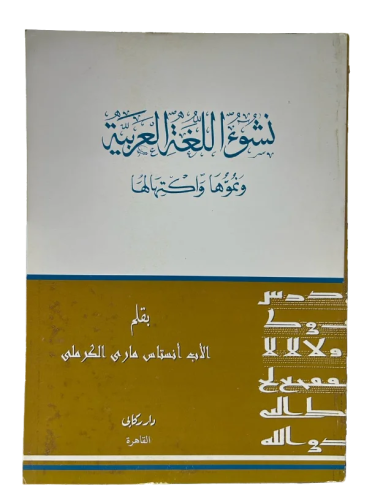 نشوء اللغة العربية
ونموها واكتهالها
بقلم
الأب أنستاس ماري الكرملي
دار ركابي
القاهرة